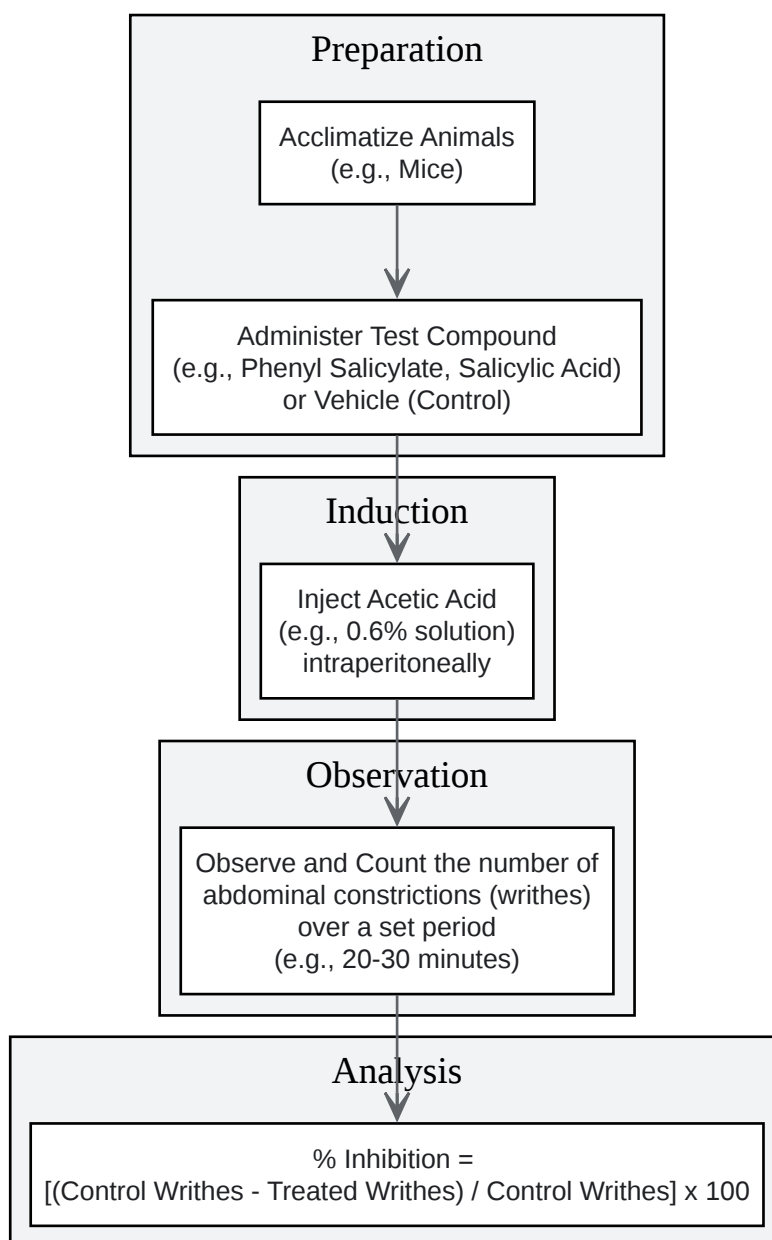 Preparation
Acclimatize Animals
(e.g., Mice)
Administer Test Compound
(e.g., Phenyl Salicylate, Salicylic Acid)
or Vehicle (Control)
Induction
Inject Acetic Acid
(e.g., 0.6% solution)
intraperitoneally
Observation
Observe and Count the number of
abdominal constrictions (writhes)
over a set period
(e.g., 20-30 minutes)
Analysis
% Inhibition =
[(Control Writhes - Treated Writhes) / Control Writhes] x 100